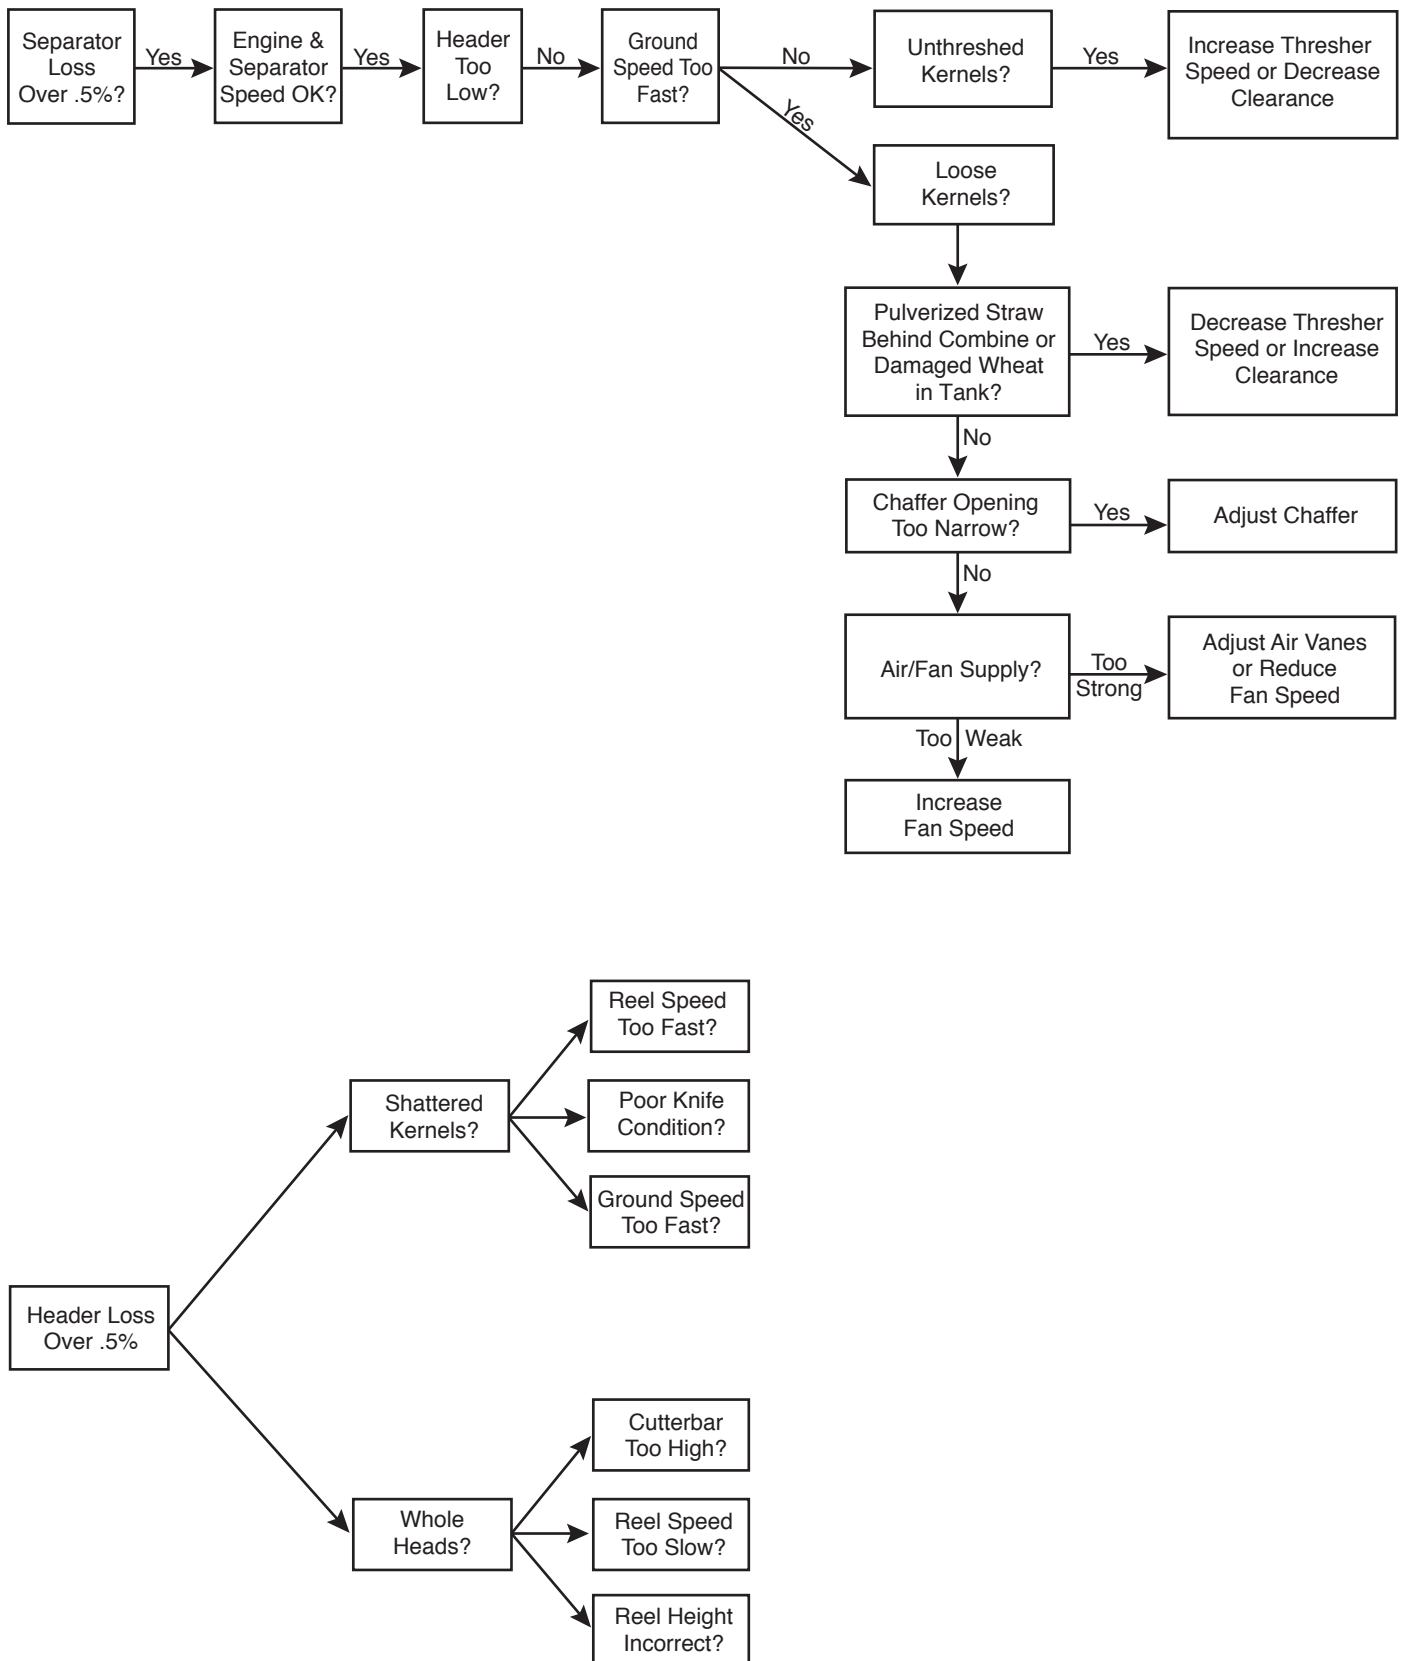 Separator
Loss
Over .5%?
Yes
Engine &
Separator
Speed OK?
Yes
Header
Too
Low?
No
Ground
Speed Too
Fast?
No
Unthreshed
Kernels?
Yes
Increase Thresher
Speed or Decrease
Clearance
Yes
Loose
Kernels?
Pulverized Straw
Behind Combine or
Damaged Wheat
in Tank?
Yes
Decrease Thresher
Speed or Increase
Clearance
No
Chaffer Opening
Too Narrow?
Yes
Adjust Chaffer
No
Air/Fan Supply?
Too
Strong
Adjust Air Vanes
or Reduce
Fan Speed
Too Weak
Increase
Fan Speed
Header Loss
Over .5%
Shattered
Kernels?
Reel Speed
Too Fast?
Poor Knife
Condition?
Ground Speed
Too Fast?
Whole
Heads?
Cutterbar
Too High?
Reel Speed
Too Slow?
Reel Height
Incorrect?